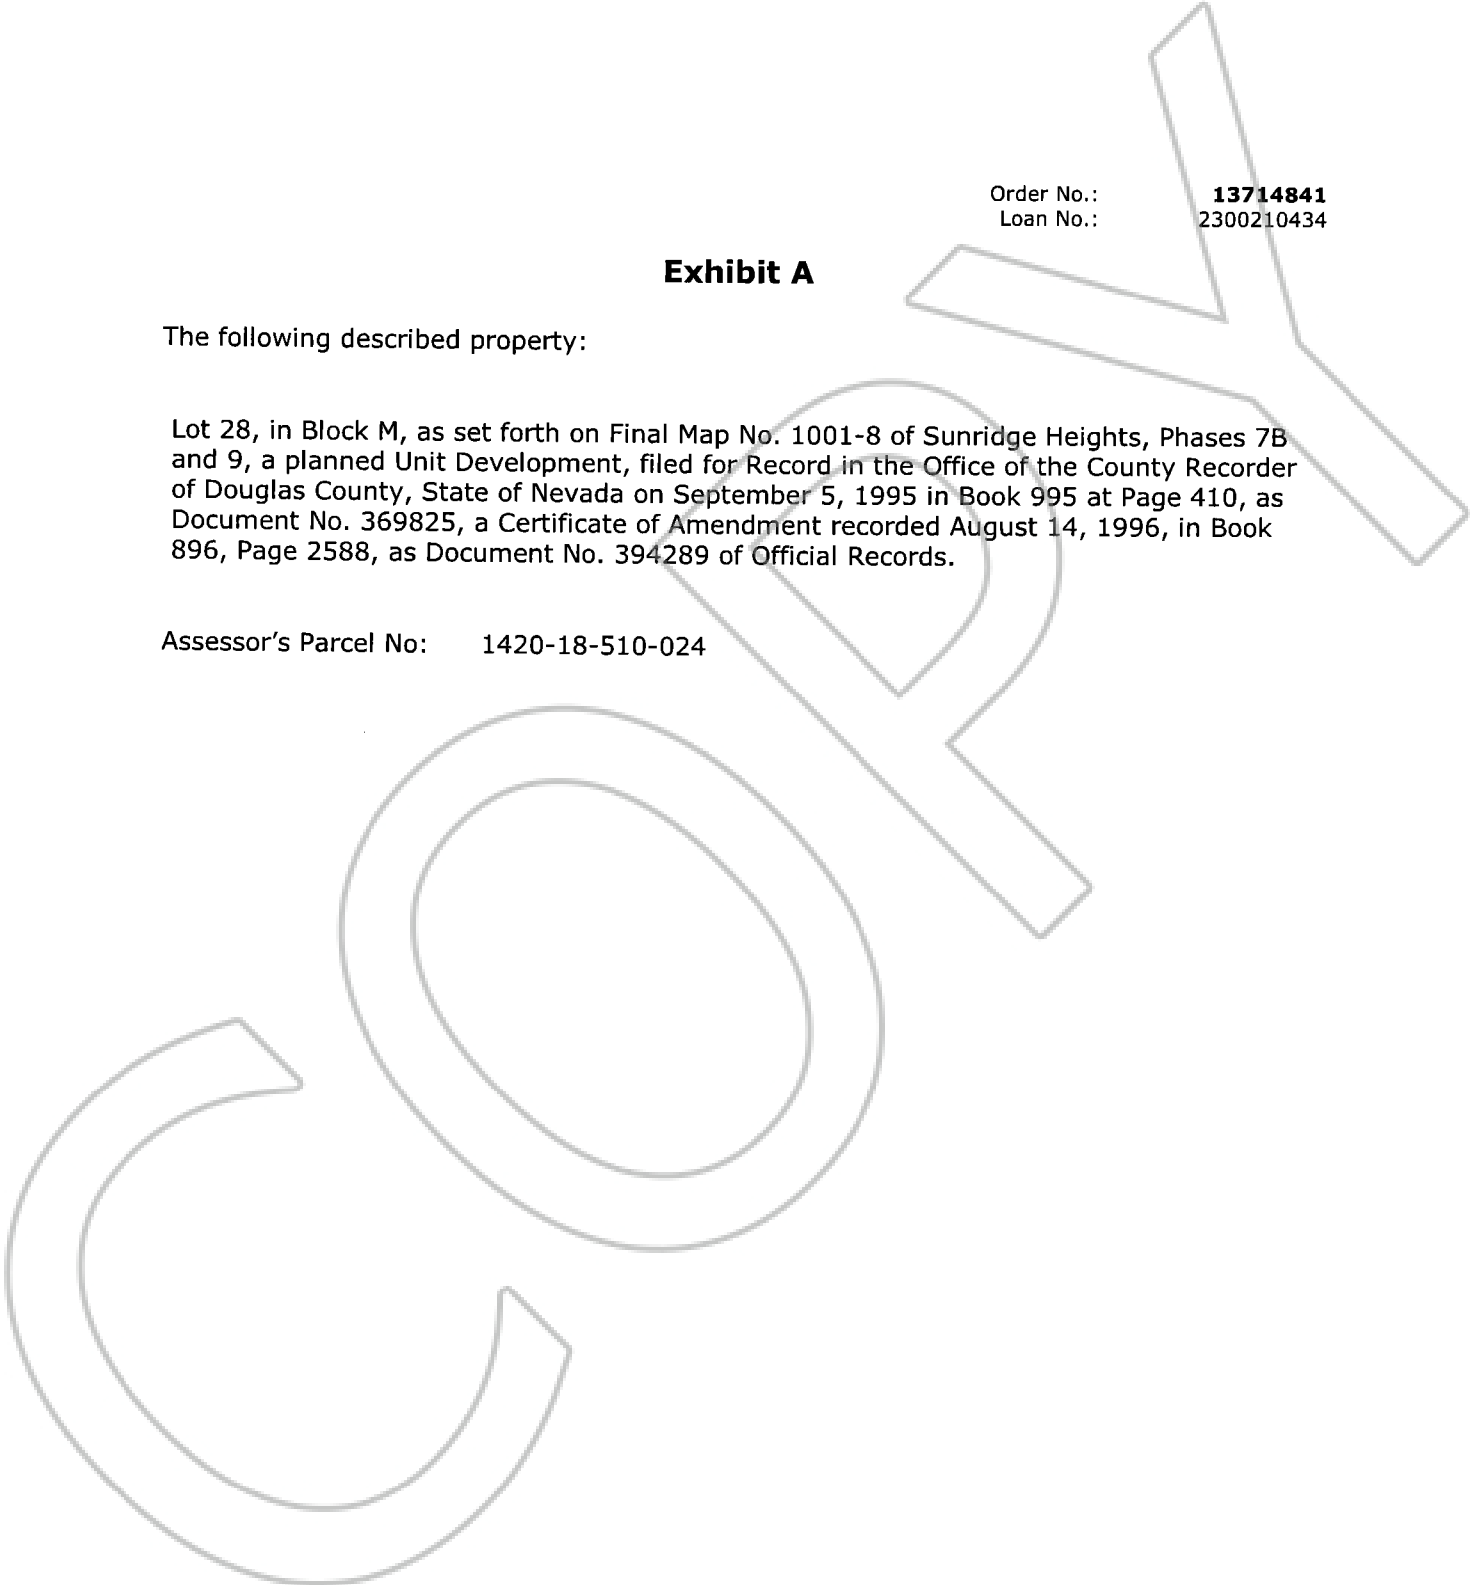 Order No.: 13714841
Loan No.: 2300210434
Exhibit A
The following described property:
Lot 28, in Block M, as set forth on Final Map No. 1001-8 of Sunridge Heights, Phases 7B
and 9, a planned Unit Development, filed for Record in the Office of the County Recorder
of Douglas County, State of Nevada on September 5, 1995 in Book 995 at Page 410, as
Document No. 369825, a Certificate of Amendment recorded August 14, 1996, in Book
896, Page 2588, as Document No. 394289 of Official Records.
Assessor's Parcel No: 1420-18-510-024
COPY